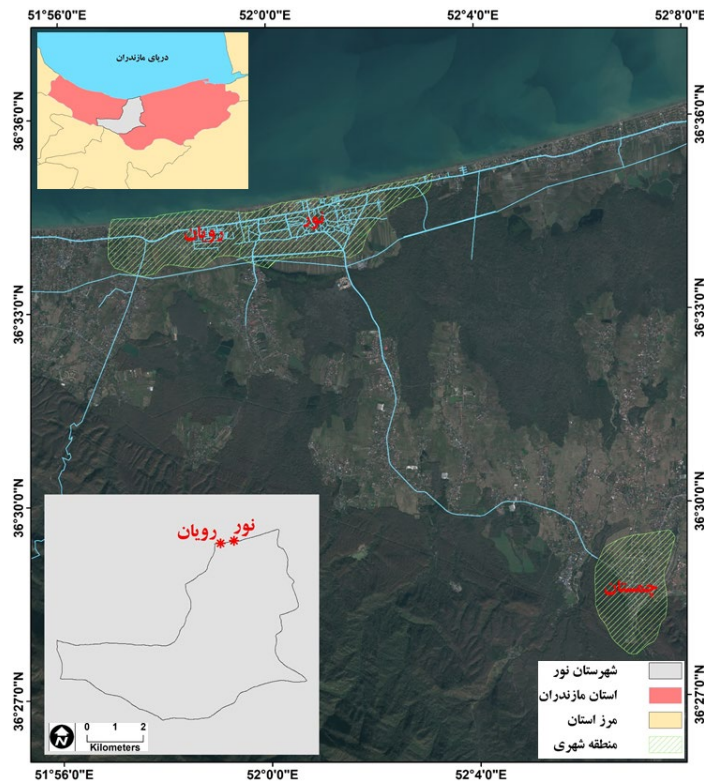 51°56'0"E 52°0'0"E 52°4'0"E 52°8'0"E
دریای مازندران
36°36'0"N 36°36'0"N
نور
رویان
36°33'0"N 36°33'0"N
36°30'0"N 36°30'0"N
نور
رویان
چمستان
شهرستان نور
استان مازندران
مرز استان
منطقه شهری
36°27'0"N 36°27'0"N
N
0 1 2
Kilometers
51°56'0"E 52°0'0"E 52°4'0"E 52°8'0"E